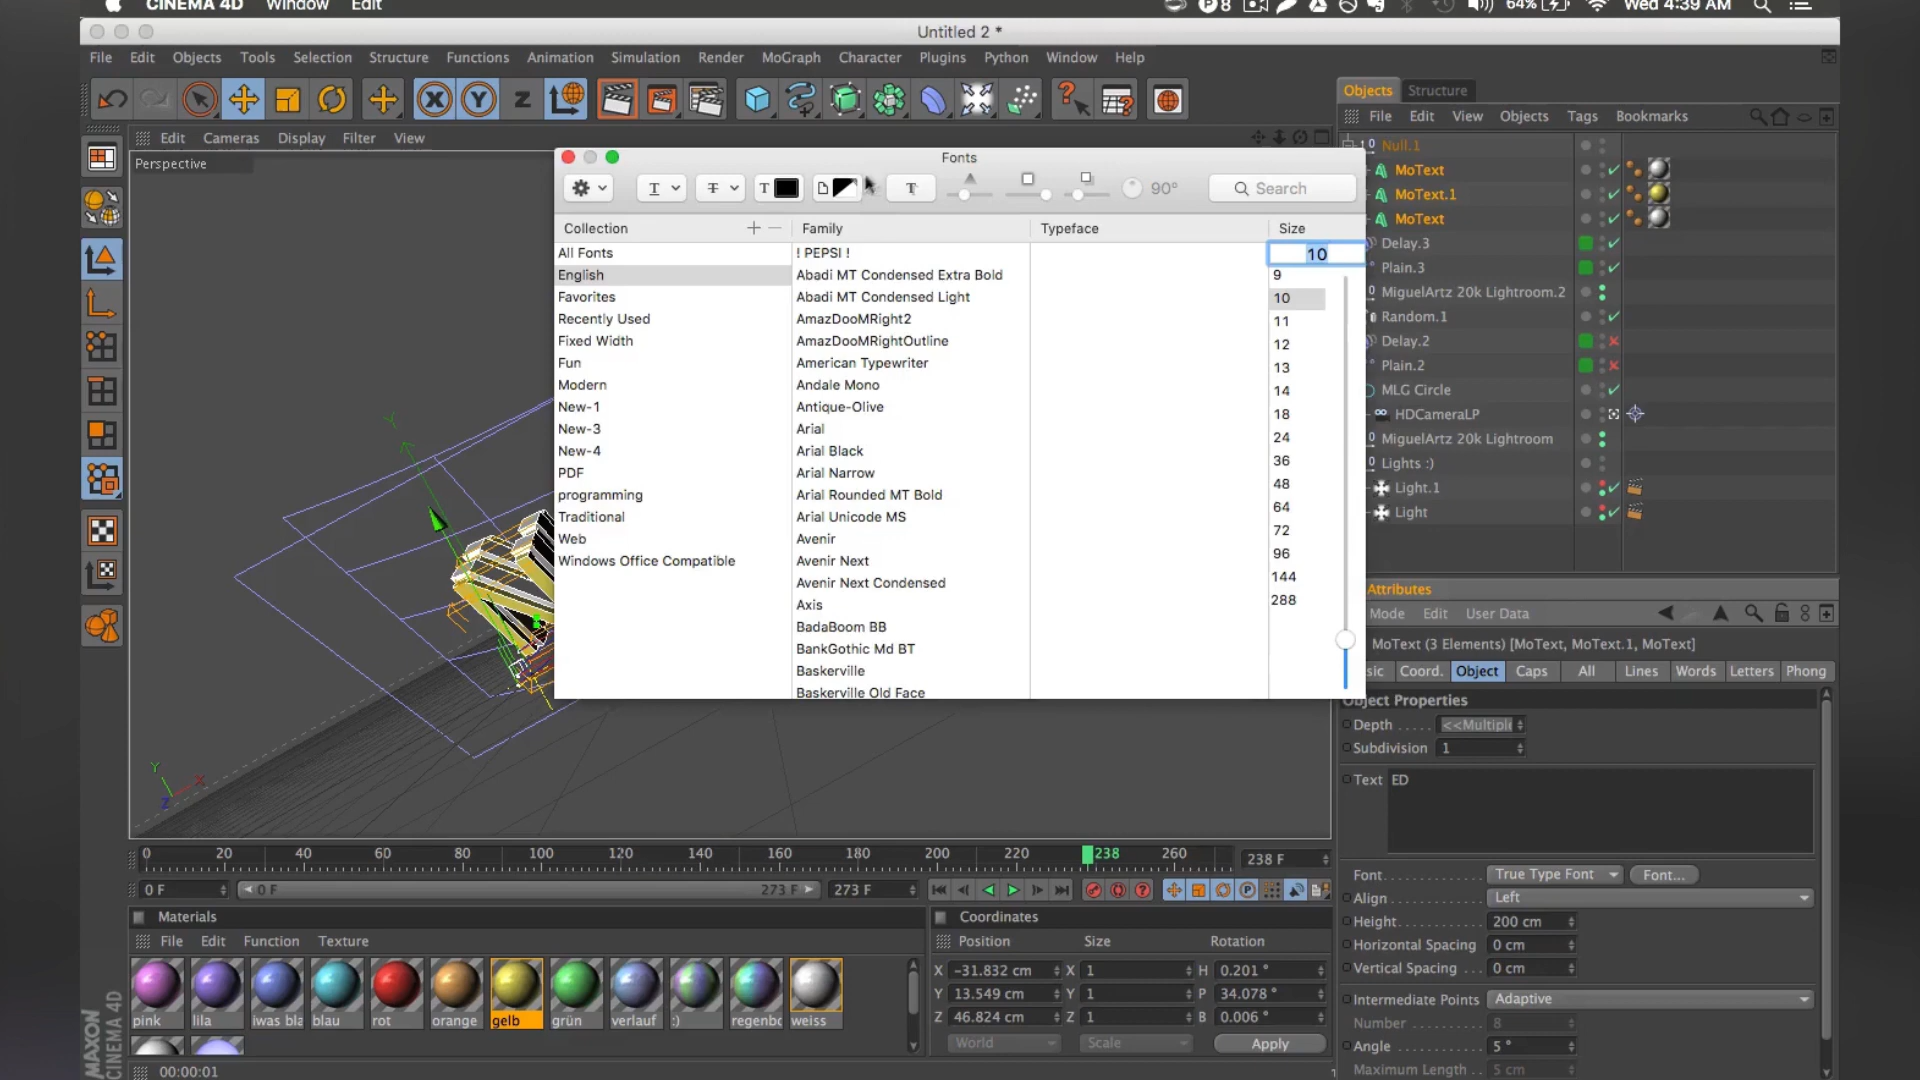 CINEMA 4D Window Edit
8 64% Wed 4:39 AM
Untitled 2 *
File Edit Objects Tools Selection Functions Animation Simulation Render MoGraph Character Plugins Python Window Help
X Y Z
Objects Structure
File Edit View Objects Tags Bookmarks
Edit Cameras Display Filter View
Perspective
Fonts
T T T T 90° Search
Collection + − Family Typeface Size
10
All Fonts
English
Favorites
Recently Used
Fixed Width
Fun
Modern
New-1
New-3
New-4
PDF
programming
Traditional
Web
Windows Office Compatible
! PEPSI !
Abadi MT Condensed Extra Bold
Abadi MT Condensed Light
AmazDooMRight2
AmazDooMRightOutline
American Typewriter
Andale Mono
Antique-Olive
Arial
Arial Black
Arial Narrow
Arial Rounded MT Bold
Arial Unicode MS
Avenir
Avenir Next
Avenir Next Condensed
Axis
BadaBoom BB
BankGothic Md BT
Baskerville
Baskerville Old Face
9
10
11
12
13
14
18
24
36
48
64
72
96
144
288
Null.1
MoText
MoText.1
MoText
Delay.3
Plain.3
MiguelArtz 20k Lightroom.2
Random.1
Delay.2
Plain.2
MLG Circle
HDCameraLP
MiguelArtz 20k Lightroom
Lights :)
Light.1
Light
Attributes
Mode Edit User Data
MoText (3 Elements) [MoText, MoText.1, MoText]
sic Coord. Object Caps All Lines Words Letters Phong
Object Properties
Depth . . . . . <<Multipl
Subdivision 1
Text ED
Font True Type Font Font...
Align Left
Height 200 cm
Horizontal Spacing 0 cm
Vertical Spacing 0 cm
Intermediate Points Adaptive
Number 8
Angle 5 °
Maximum Length 5 cm
Y X Z
0 20 40 60 80 100 120 140 160 180 200 220 238 260 238 F
0 F 0 F 273 F 273 F
Materials
File Edit Function Texture
pink lila iwas bla blau rot orange gelb grün verlauf :) regenbo weiss
Coordinates
Position Size Rotation
X -31.832 cm X 1 H 0.201 °
Y 13.549 cm Y 1 P 34.078 °
Z 46.824 cm Z 1 B 0.006 °
World Scale Apply
MAXON
CINEMA 4D
00:00:01